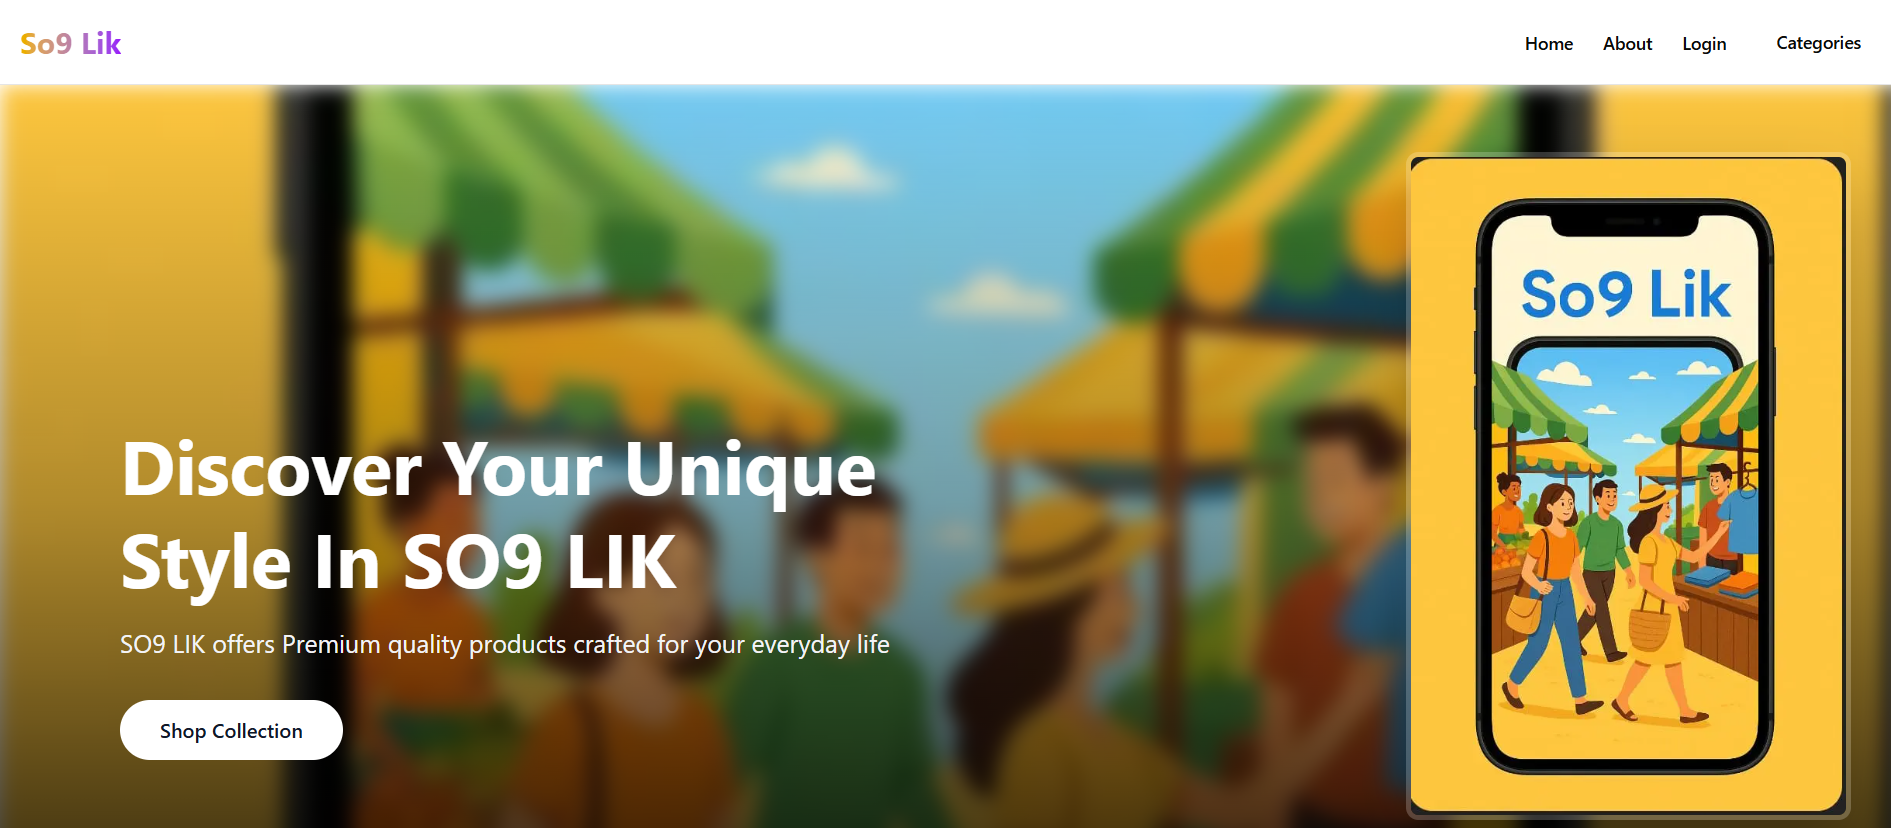 So9 Lik
Home About Login Categories
So9 Lik
Discover Your Unique
Style In SO9 LIK
SO9 LIK offers Premium quality products crafted for your everyday life
Shop Collection